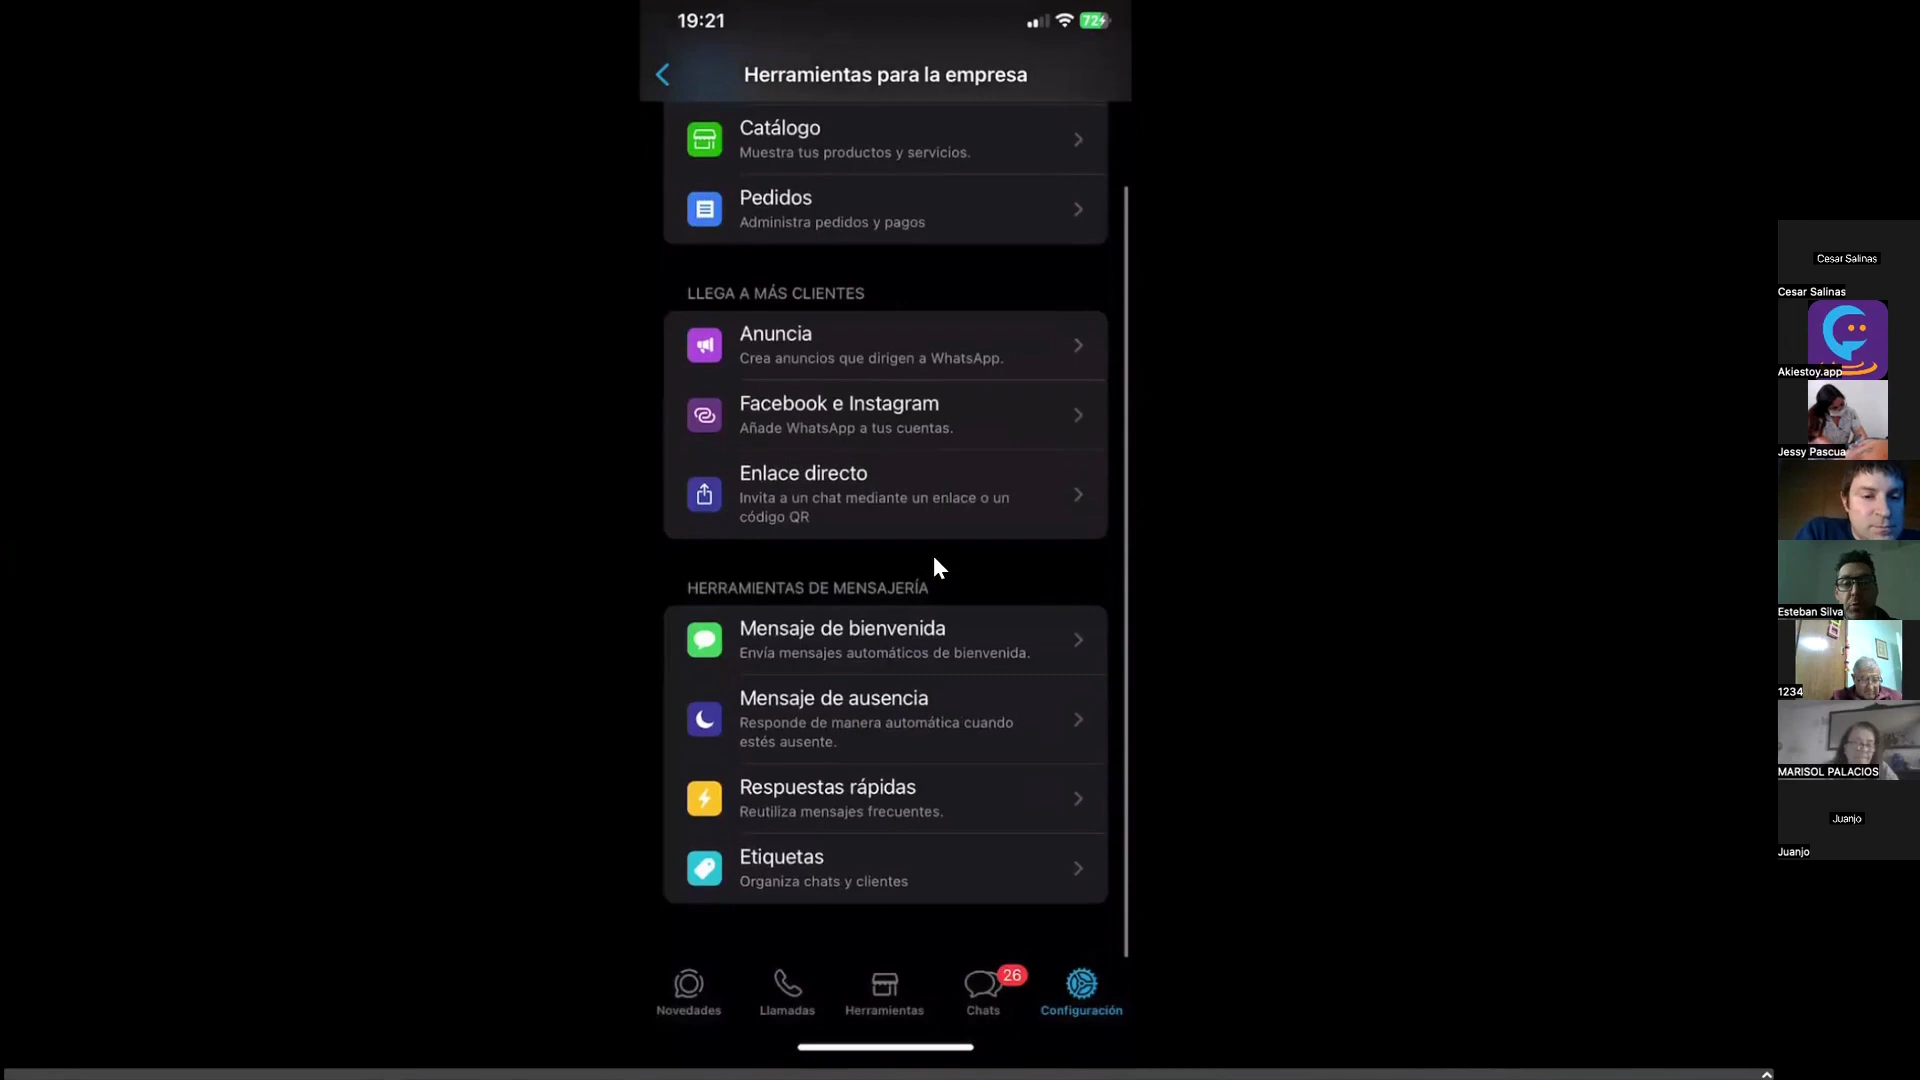 19:21
72
Herramientas para la empresa
Catálogo
Muestra tus productos y servicios.
Pedidos
Administra pedidos y pagos
LLEGA A MÁS CLIENTES
Anuncia
Crea anuncios que dirigen a WhatsApp.
Facebook e Instagram
Añade WhatsApp a tus cuentas.
Enlace directo
Invita a un chat mediante un enlace o un
código QR
HERRAMIENTAS DE MENSAJERÍA
Mensaje de bienvenida
Envía mensajes automáticos de bienvenida.
Mensaje de ausencia
Responde de manera automática cuando
estés ausente.
Respuestas rápidas
Reutiliza mensajes frecuentes.
Etiquetas
Organiza chats y clientes
Novedades
Llamadas
Herramientas
Chats
26
Configuración
Cesar Salinas
Cesar Salinas
Akiestoy.app
Jessy Pascua
Esteban Silva
1234
MARISOL PALACIOS
Juanjo
Juanjo